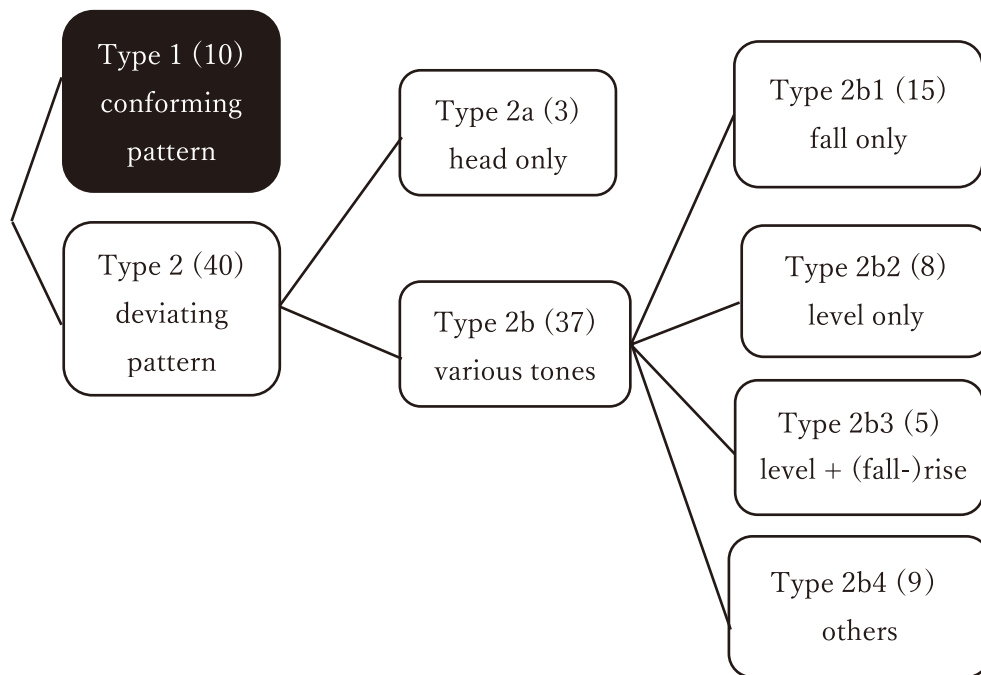 Type 1 (10)
conforming
pattern
Type 2 (40)
deviating
pattern
Type 2a (3)
head only
Type 2b (37)
various tones
Type 2b1 (15)
fall only
Type 2b2 (8)
level only
Type 2b3 (5)
level + (fall-)rise
Type 2b4 (9)
others